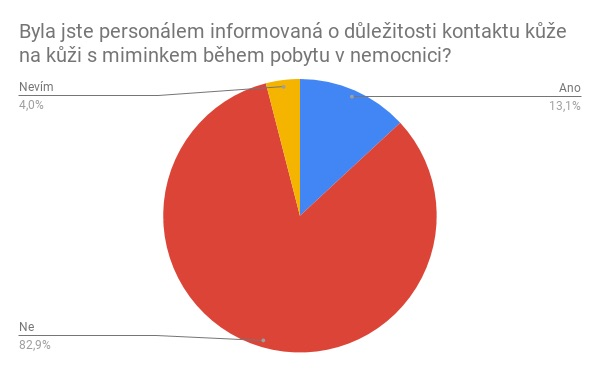 Byla jste personálem informovaná o důležitosti kontaktu kůže
na kůži s miminkem během pobytu v nemocnici?
Nevím
4,0%
Ano
13,1%
Ne
82,9%